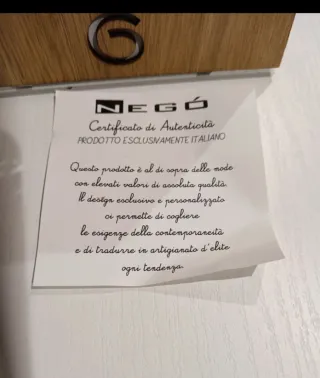 G
NEGÓ
Certificato di Autenticità
PRODOTTO ESCLUSIVAMENTE ITALIANO
Questo prodotto è al di sopra delle mode
con elevati valori di assoluta qualità.
Il design esclusivo e personalizzato
ci permette di cogliere
le esigenze della contemporaneità
e di tradurre in artigianato d'elite
ogni tendenza.